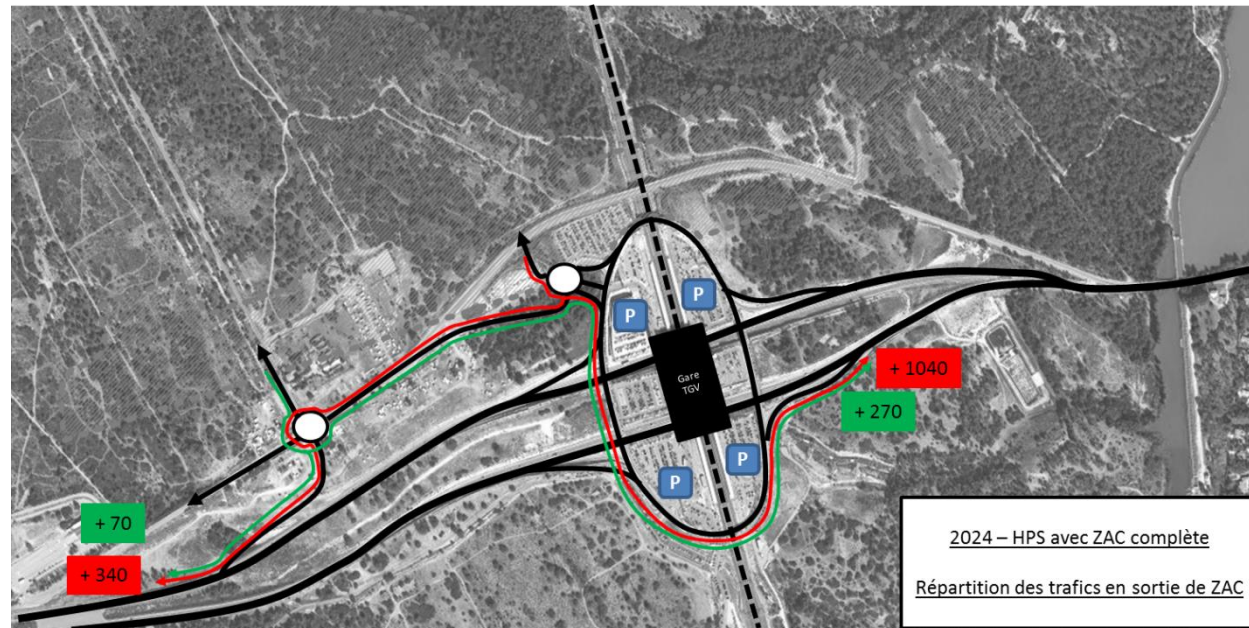 P
P
Gare
TGV
+ 1040
+ 270
P
P
+ 70
+ 340
2024 – HPS avec ZAC complète
Répartition des trafics en sortie de ZAC